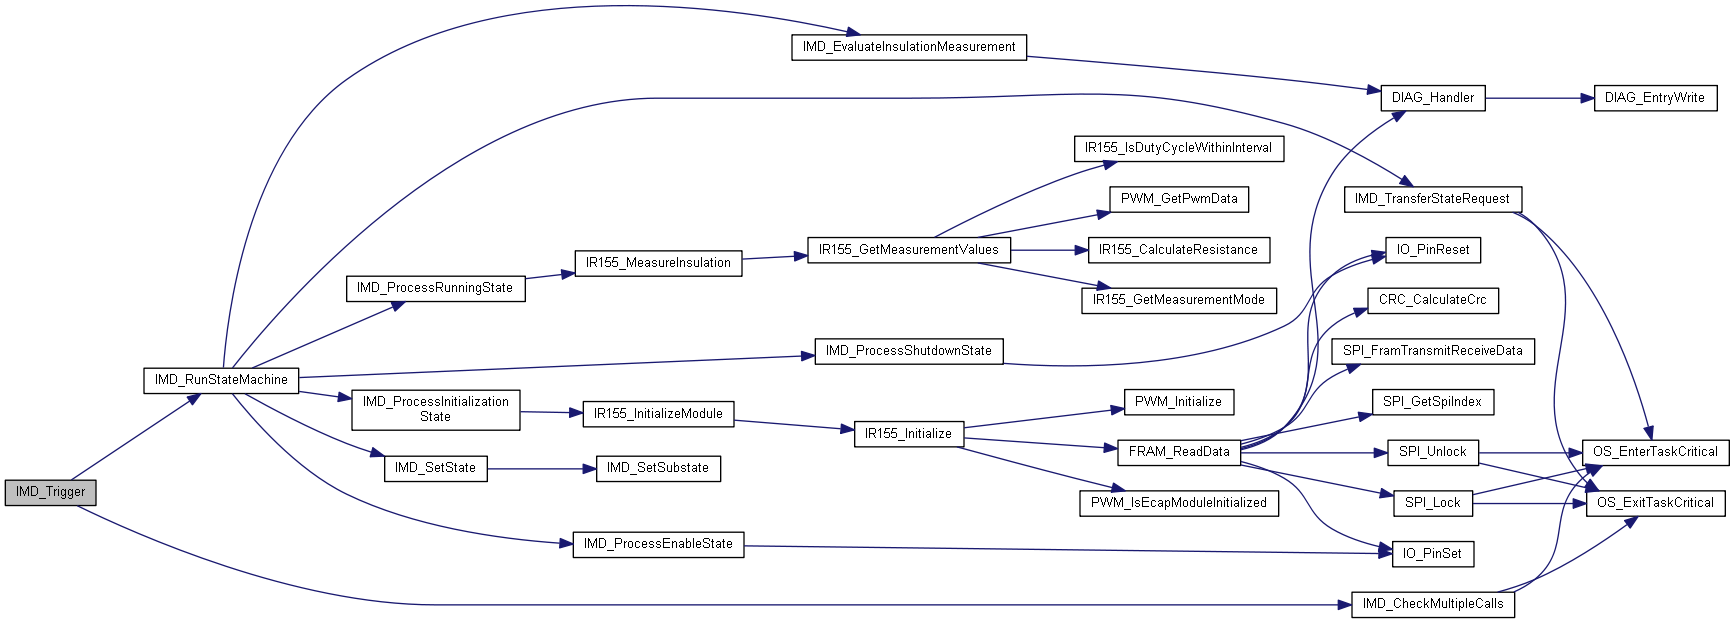 IMD_EvaluateInsulationMeasurement
DIAG_Handler
DIAG_EntryWrite
IR155_IsDutyCycleWithinInterval
PWM_GetPwmData
IMD_TransferStateRequest
IR155_GetMeasurementValues
IR155_CalculateResistance
IO_PinReset
IR155_MeasureInsulation
IMD_ProcessRunningState
IR155_GetMeasurementMode
CRC_CalculateCrc
IMD_ProcessShutdownState
SPI_FramTransmitReceiveData
IMD_RunStateMachine
IMD_ProcessInitialization
State
IR155_InitializeModule
PWM_Initialize
SPI_GetSpiIndex
IR155_Initialize
FRAM_ReadData
SPI_Unlock
OS_EnterTaskCritical
IMD_SetState
IMD_SetSubstate
IMD_Trigger
PWM_IsEcapModuleInitialized
SPI_Lock
OS_ExitTaskCritical
IMD_ProcessEnableState
IO_PinSet
IMD_CheckMultipleCalls